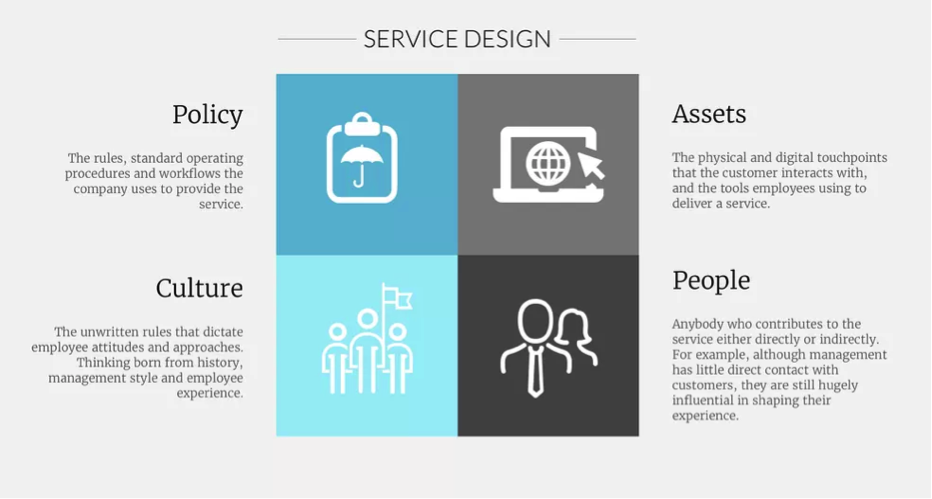 SERVICE DESIGN
Policy
The rules, standard operating
procedures and workflows the
company uses to provide the
service.
Assets
The physical and digital touchpoints
that the customer interacts with,
and the tools employees using to
deliver a service.
Culture
The unwritten rules that dictate
employee attitudes and approaches.
Thinking born from history,
management style and employee
experience.
People
Anybody who contributes to the
service either directly or indirectly.
For example, although management
has little direct contact with
customers, they are still hugely
influential in shaping their
experience.